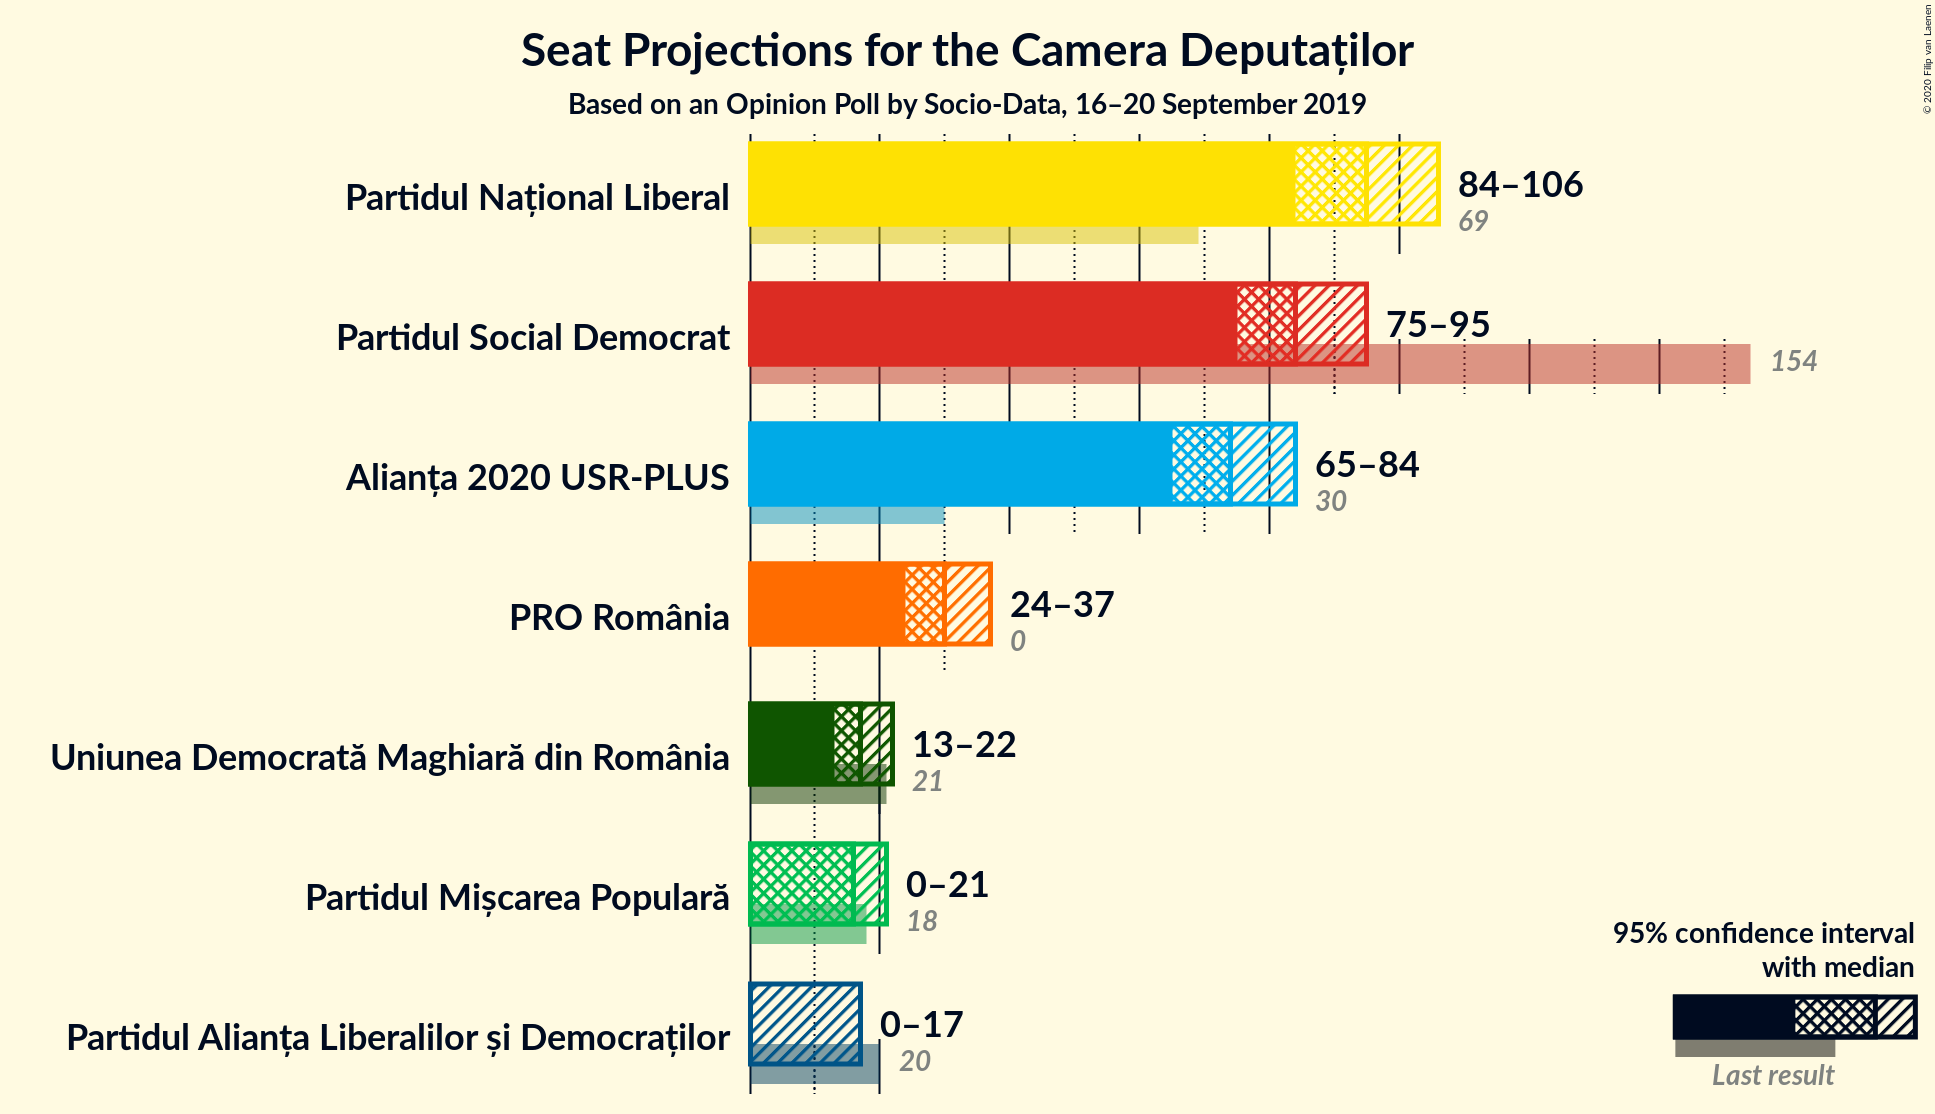 Seat Projections for the Camera Deputaților
Based on an Opinion Poll by Socio-Data, 16–20 September 2019
© 2020 Filip van Laenen
Partidul Național Liberal
84–106
69
Partidul Social Democrat
75–95
154
Alianța 2020 USR-PLUS
65–84
30
PRO România
24–37
0
Uniunea Democrată Maghiară din România
13–22
21
Partidul Mișcarea Populară
0–21
18
Partidul Alianța Liberalilor și Democraților
0–17
20
95% confidence interval
with median
Last result